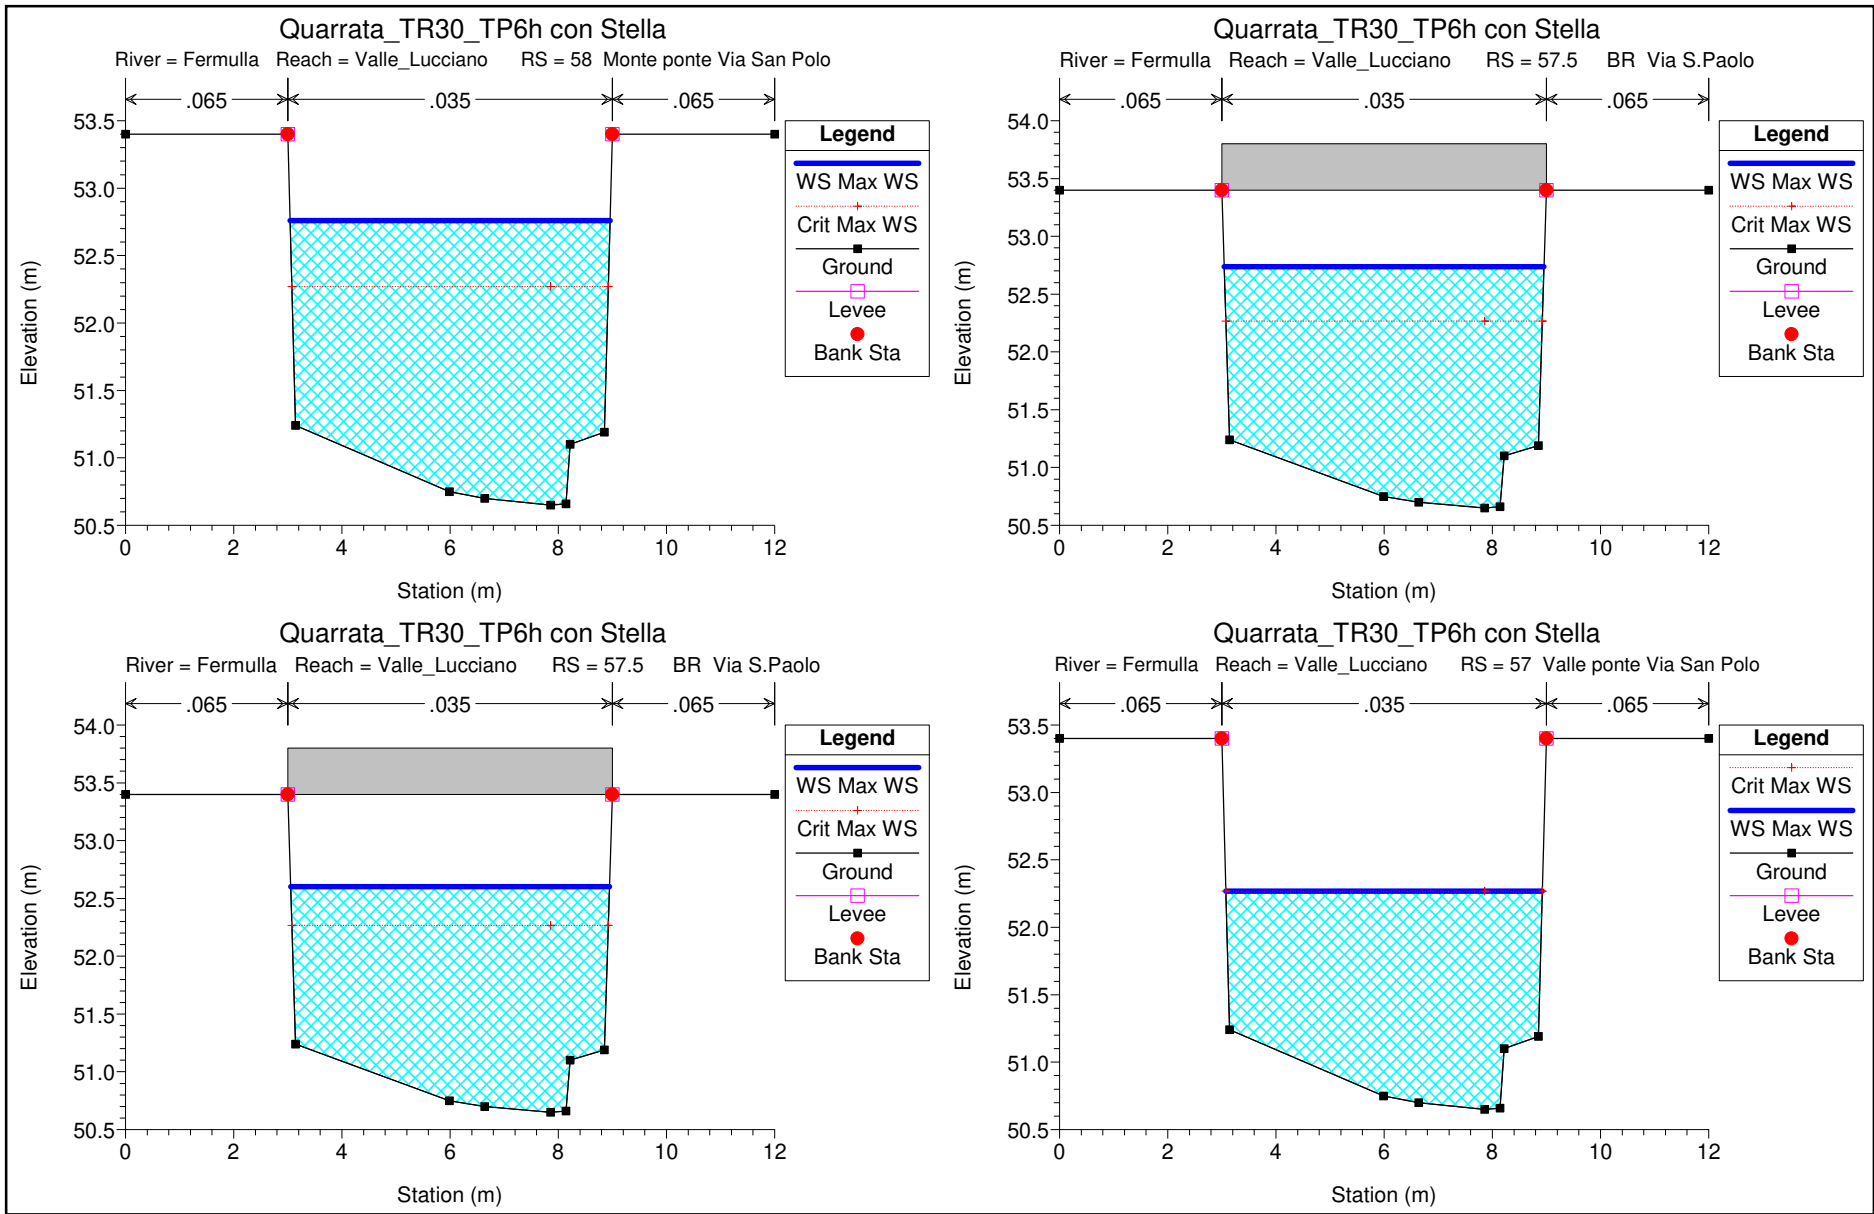 Quarrata_TR30_TP6h con Stella
River = Fermulla Reach = Valle_Lucciano RS = 58 Monte ponte Via San Polo
.065 .035 .065
53.5
53.0
52.5
52.0
51.5
51.0
50.5
Elevation (m)
0 2 4 6 8 10 12
Station (m)
Legend
WS Max WS
Crit Max WS
Ground
Levee
Bank Sta
Quarrata_TR30_TP6h con Stella
River = Fermulla Reach = Valle_Lucciano RS = 57.5 BR Via S.Paolo
.065 .035 .065
54.0
53.5
53.0
52.5
52.0
51.5
51.0
50.5
Elevation (m)
0 2 4 6 8 10 12
Station (m)
Legend
WS Max WS
Crit Max WS
Ground
Levee
Bank Sta
Quarrata_TR30_TP6h con Stella
River = Fermulla Reach = Valle_Lucciano RS = 57.5 BR Via S.Paolo
.065 .035 .065
54.0
53.5
53.0
52.5
52.0
51.5
51.0
50.5
Elevation (m)
0 2 4 6 8 10 12
Station (m)
Legend
WS Max WS
Crit Max WS
Ground
Levee
Bank Sta
Quarrata_TR30_TP6h con Stella
River = Fermulla Reach = Valle_Lucciano RS = 57 Valle ponte Via San Polo
.065 .035 .065
53.5
53.0
52.5
52.0
51.5
51.0
50.5
Elevation (m)
0 2 4 6 8 10 12
Station (m)
Legend
Crit Max WS
WS Max WS
Ground
Levee
Bank Sta